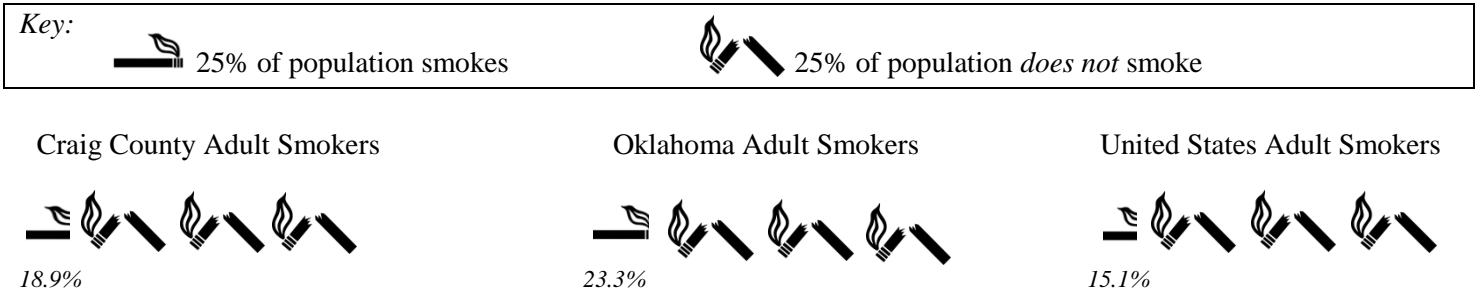 Key:
25% of population smokes
25% of population does not smoke
Craig County Adult Smokers
Oklahoma Adult Smokers
United States Adult Smokers
18.9%
23.3%
15.1%